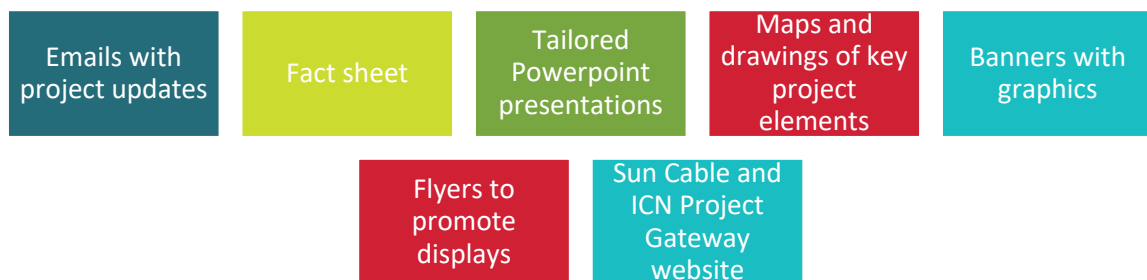 Emails with
project updates
Fact sheet
Tailored
Powerpoint
presentations
Maps and
drawings of key
project
elements
Banners with
graphics
Flyers to
promote
displays
Sun Cable and
ICN Project
Gateway
website